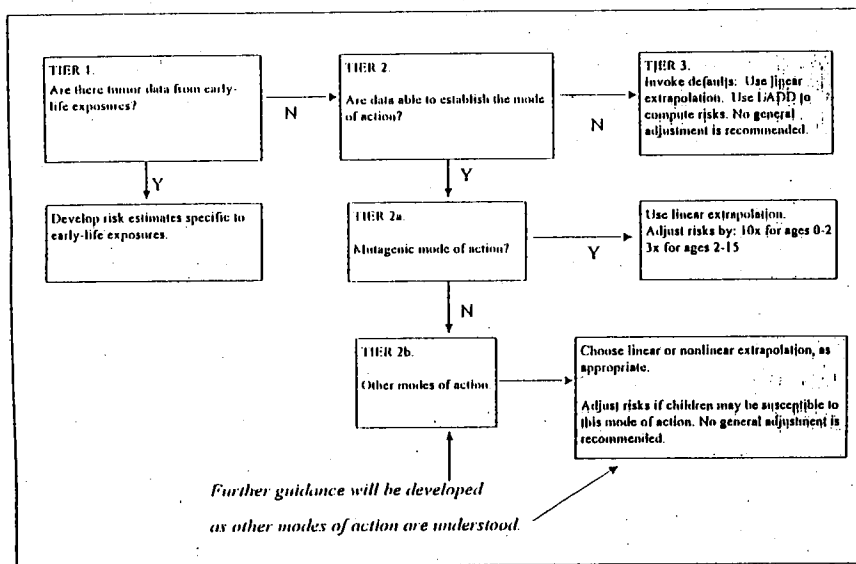 TIER 1.
Are there tumor data from early-
life exposures?
N
TIER 2.
Are data able to establish the mode
of action?
N
TIER 3.
Invoke defaults: Use linear
extrapolation. Use LADD to
compute risks. No general
adjustment is recommended.
Y
Develop risk estimates specific to
early-life exposures.
Y
TIER 2a.
Mutagenic mode of action?
Y
Use linear extrapolation.
Adjust risks by: 10x for ages 0-2
3x for ages 2-15
N
TIER 2b.
Other modes of action
Choose linear or nonlinear extrapolation, as
appropriate.
Adjust risks if children may be susceptible to
this mode of action. No general adjustment is
recommended.
Further guidance will be developed
as other modes of action are understood.